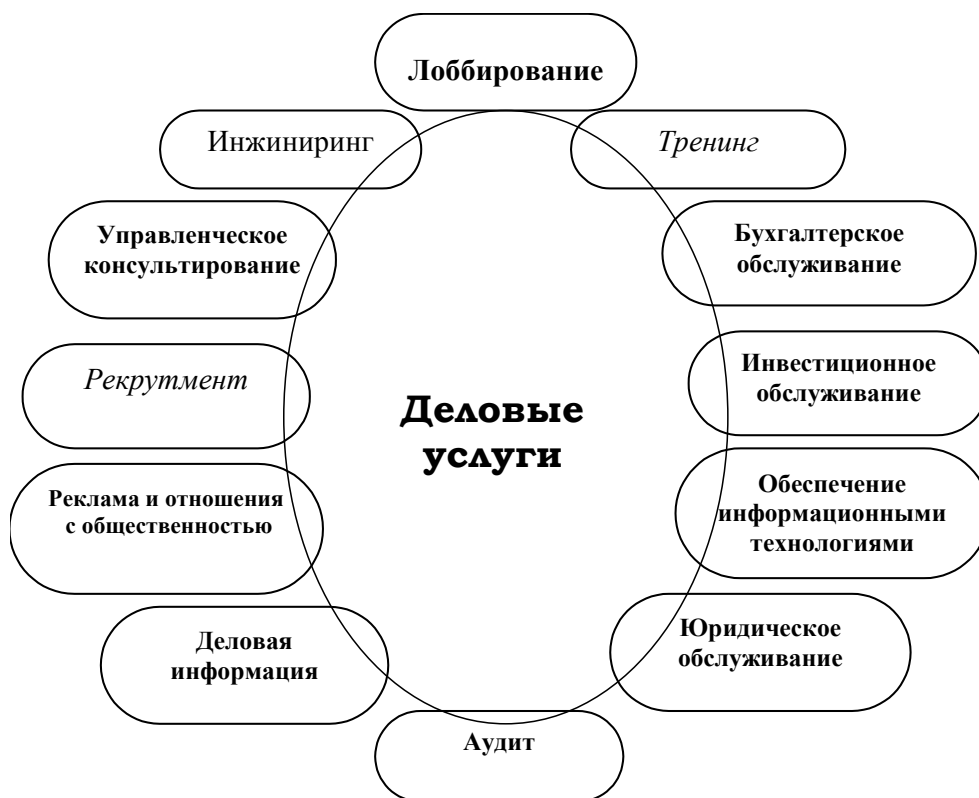 Лоббирование
Инжиниринг
Тренинг
Управленческое
консультирование
Бухгалтерское
обслуживание
Рекрутмент
Инвестиционное
обслуживание
Деловые
услуги
Реклама и отношения
с общественностью
Обеспечение
информационными
технологиями
Деловая
информация
Юридическое
обслуживание
Аудит